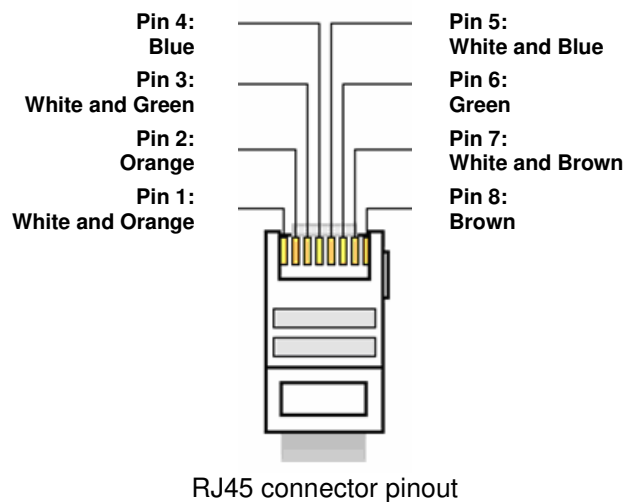 Pin 4:
Blue
Pin 3:
White and Green
Pin 2:
Orange
Pin 1:
White and Orange
Pin 5:
White and Blue
Pin 6:
Green
Pin 7:
White and Brown
Pin 8:
Brown
RJ45 connector pinout